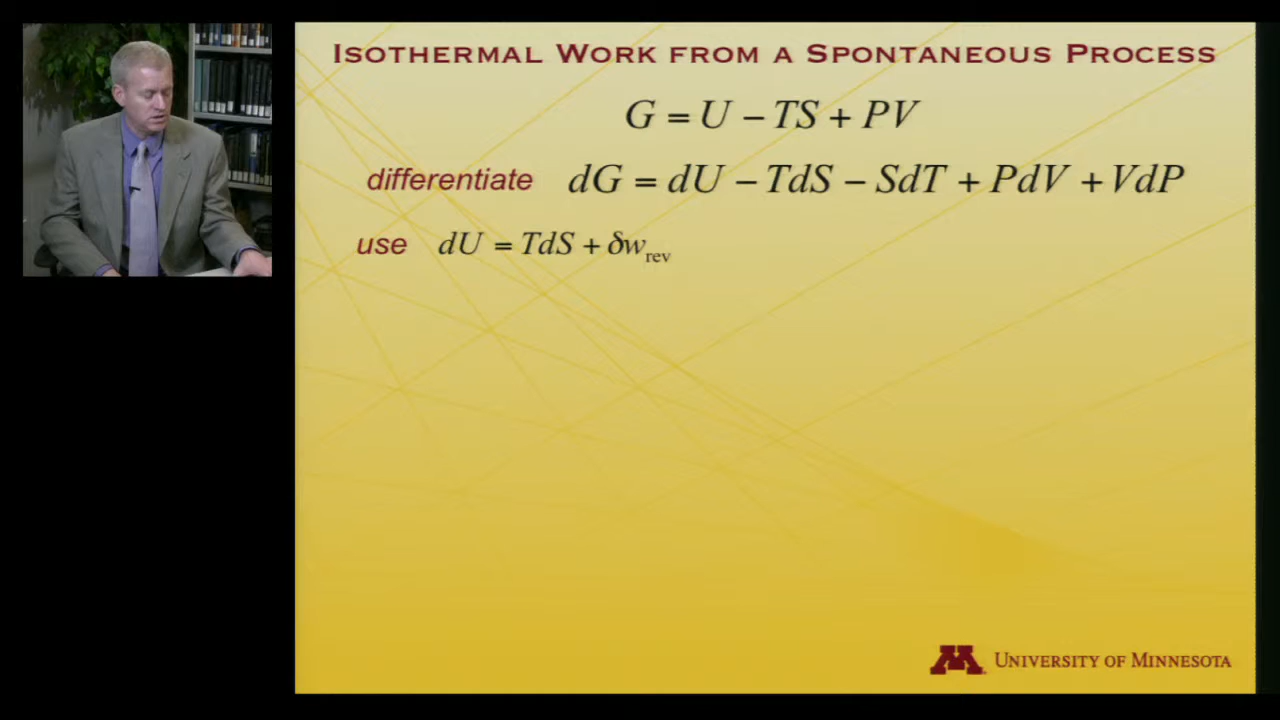 ISOTHERMAL WORK FROM A SPONTANEOUS PROCESS
G = U − TS + PV
differentiate dG = dU − TdS − SdT + PdV + VdP
use dU = TdS + δw_rev
UNIVERSITY OF MINNESOTA